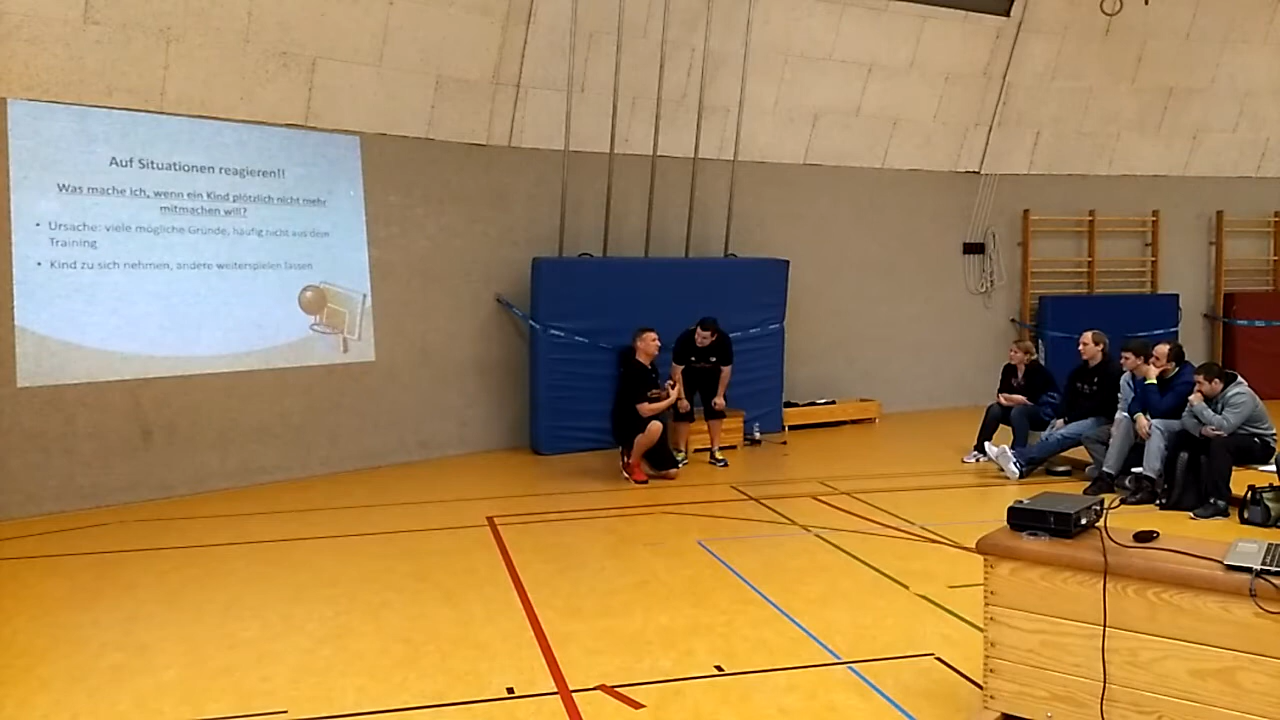 Auf Situationen reagieren!!
Was mache ich, wenn ein Kind plötzlich nicht mehr
mitmachen will?
• Ursache: viele mögliche Gründe, häufig nicht aus dem
Training
• Kind zu sich nehmen, andere weiterspielen lassen